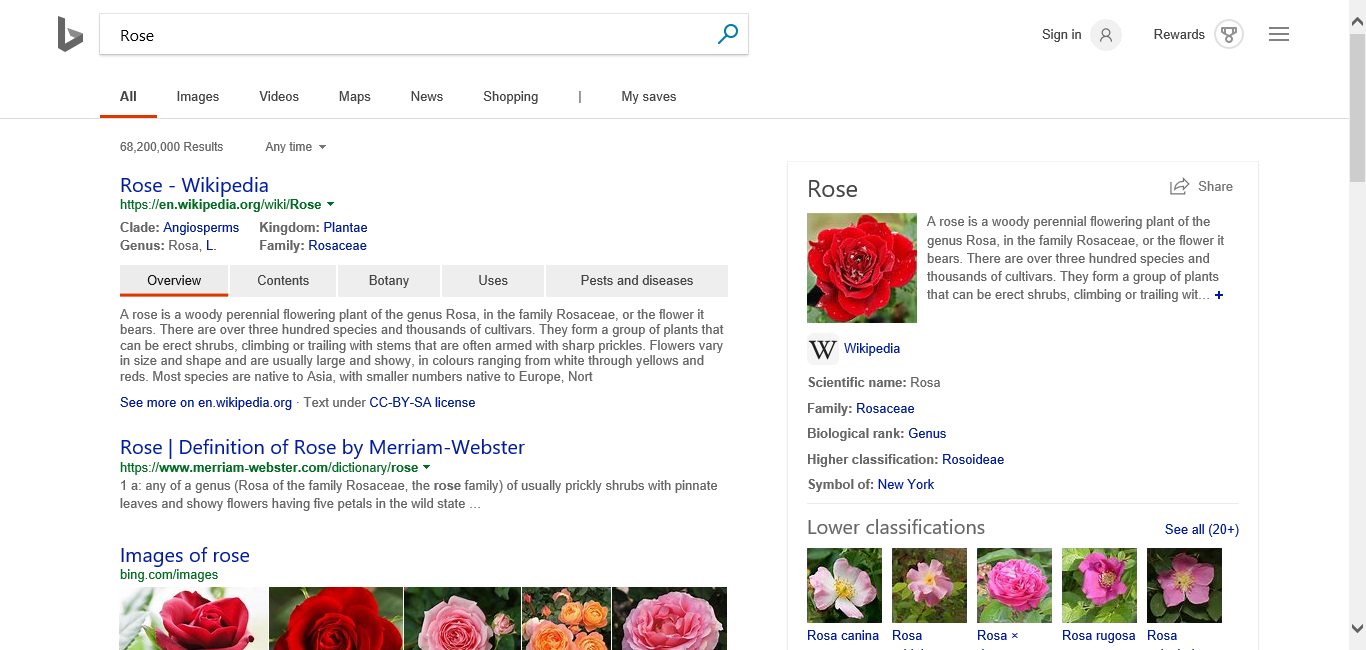 Rose
Sign in
Rewards
All
Images
Videos
Maps
News
Shopping
|
My saves
68,200,000 Results
Any time
Rose - Wikipedia
https://en.wikipedia.org/wiki/Rose
Clade: Angiosperms
Kingdom: Plantae
Genus: Rosa, L.
Family: Rosaceae
Overview
Contents
Botany
Uses
Pests and diseases
A rose is a woody perennial flowering plant of the genus Rosa, in the family Rosaceae, or the flower it
bears. There are over three hundred species and thousands of cultivars. They form a group of plants that
can be erect shrubs, climbing or trailing with stems that are often armed with sharp prickles. Flowers vary
in size and shape and are usually large and showy, in colours ranging from white through yellows and
reds. Most species are native to Asia, with smaller numbers native to Europe, Nort
See more on en.wikipedia.org · Text under CC-BY-SA license
Rose | Definition of Rose by Merriam-Webster
https://www.merriam-webster.com/dictionary/rose
1 a: any of a genus (Rosa of the family Rosaceae, the rose family) of usually prickly shrubs with pinnate
leaves and showy flowers having five petals in the wild state ...
Images of rose
bing.com/images
Rose
Share
A rose is a woody perennial flowering plant of the
genus Rosa, in the family Rosaceae, or the flower it
bears. There are over three hundred species and
thousands of cultivars. They form a group of plants
that can be erect shrubs, climbing or trailing wit... +
W Wikipedia
Scientific name: Rosa
Family: Rosaceae
Biological rank: Genus
Higher classification: Rosoideae
Symbol of: New York
Lower classifications
See all (20+)
Rosa canina
Rosa
Rosa ×
Rosa rugosa
Rosa